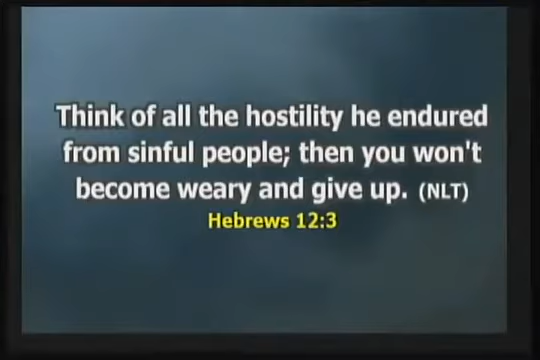 Think of all the hostility he endured
from sinful people; then you won't
become weary and give up. (NLT)
Hebrews 12:3